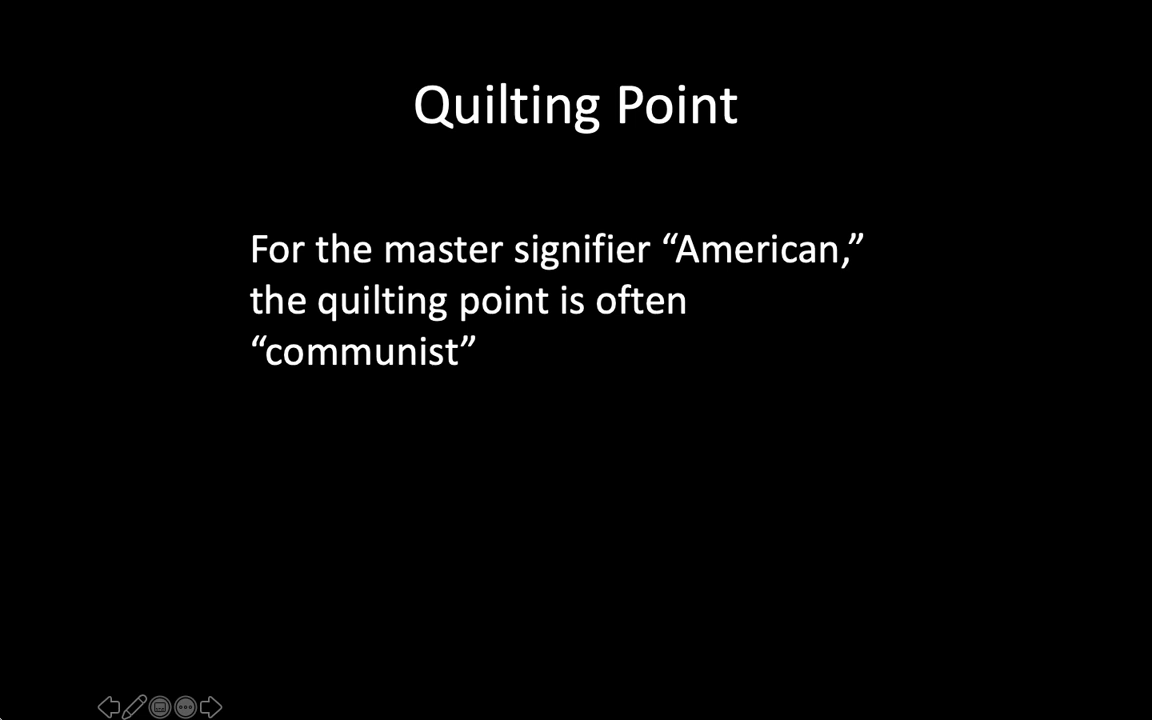 Quilting Point
For the master signifier “American,”
the quilting point is often
“communist”